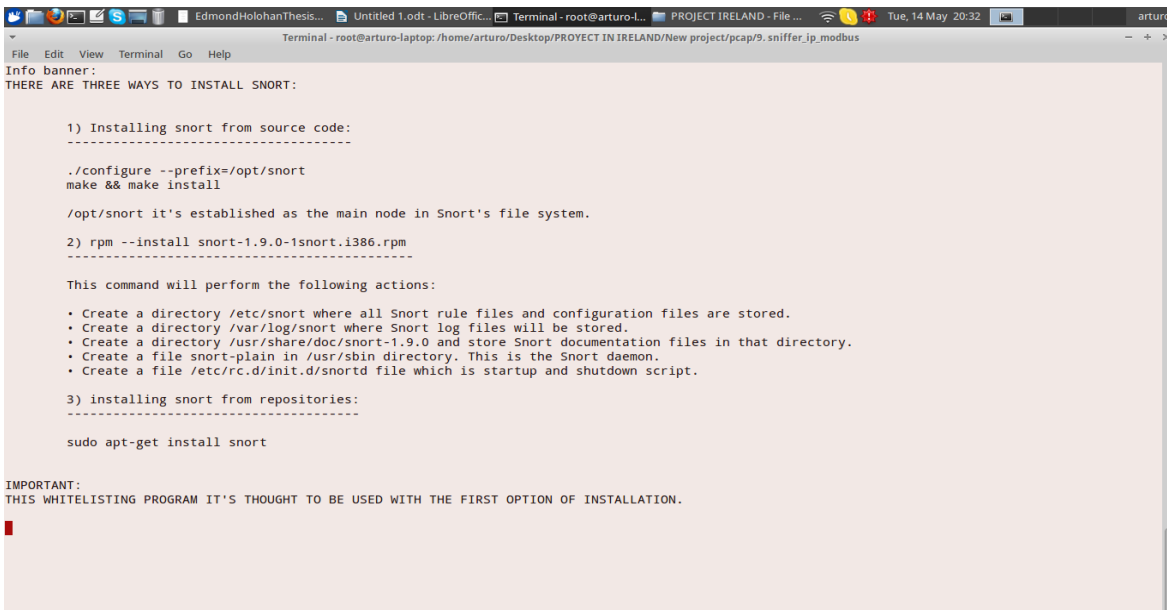 EdmondHolohanThesis... Untitled 1.odt - LibreOffic... Terminal - root@arturo-l... PROJECT IRELAND - File ... Tue, 14 May 20:32 arturo
Terminal - root@arturo-laptop: /home/arturo/Desktop/PROYECT IN IRELAND/New project/pcap/9. sniffer_ip_modbus
File Edit View Terminal Go Help
Info banner:
THERE ARE THREE WAYS TO INSTALL SNORT:
1) Installing snort from source code:
-------------------------------------
./configure --prefix=/opt/snort
make && make install
/opt/snort it's established as the main node in Snort's file system.
2) rpm --install snort-1.9.0-1snort.i386.rpm
---------------------------------------------
This command will perform the following actions:
• Create a directory /etc/snort where all Snort rule files and configuration files are stored.
• Create a directory /var/log/snort where Snort log files will be stored.
• Create a directory /usr/share/doc/snort-1.9.0 and store Snort documentation files in that directory.
• Create a file snort-plain in /usr/sbin directory. This is the Snort daemon.
• Create a file /etc/rc.d/init.d/snortd file which is startup and shutdown script.
3) installing snort from repositories:
--------------------------------------
sudo apt-get install snort
IMPORTANT:
THIS WHITELISTING PROGRAM IT'S THOUGHT TO BE USED WITH THE FIRST OPTION OF INSTALLATION.